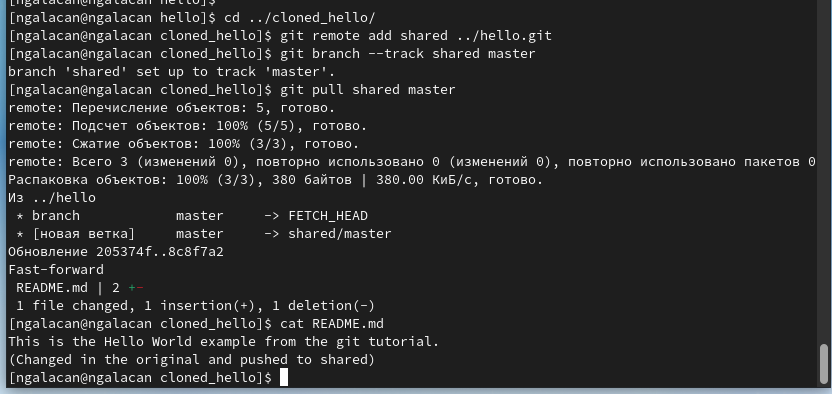 [ngalacan@ngalacan hello]$
[ngalacan@ngalacan hello]$ cd ../cloned_hello/
[ngalacan@ngalacan cloned_hello]$ git remote add shared ../hello.git
[ngalacan@ngalacan cloned_hello]$ git branch --track shared master
branch 'shared' set up to track 'master'.
[ngalacan@ngalacan cloned_hello]$ git pull shared master
remote: Перечисление объектов: 5, готово.
remote: Подсчет объектов: 100% (5/5), готово.
remote: Сжатие объектов: 100% (3/3), готово.
remote: Всего 3 (изменений 0), повторно использовано 0 (изменений 0), повторно использовано пакетов 0
Распаковка объектов: 100% (3/3), 380 байтов | 380.00 КиБ/с, готово.
Из ../hello
 * branch            master     -> FETCH_HEAD
 * [новая ветка]     master     -> shared/master
Обновление 205374f..8c8f7a2
Fast-forward
 README.md | 2 +-
 1 file changed, 1 insertion(+), 1 deletion(-)
[ngalacan@ngalacan cloned_hello]$ cat README.md
This is the Hello World example from the git tutorial.
(Changed in the original and pushed to shared)
[ngalacan@ngalacan cloned_hello]$